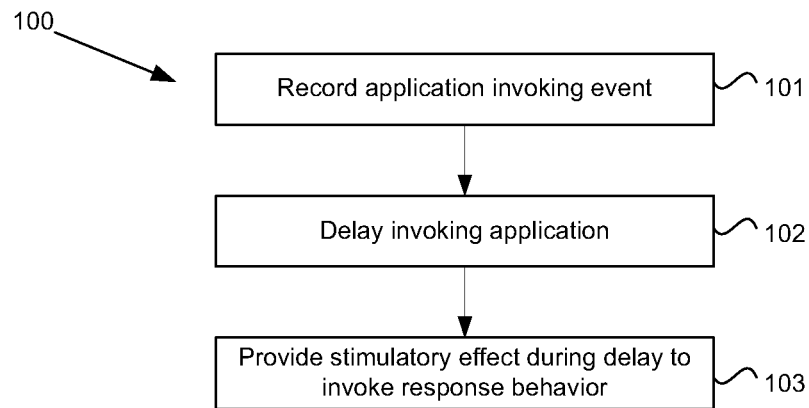 100
Record application invoking event
101
Delay invoking application
102
Provide stimulatory effect during delay to
invoke response behavior
103